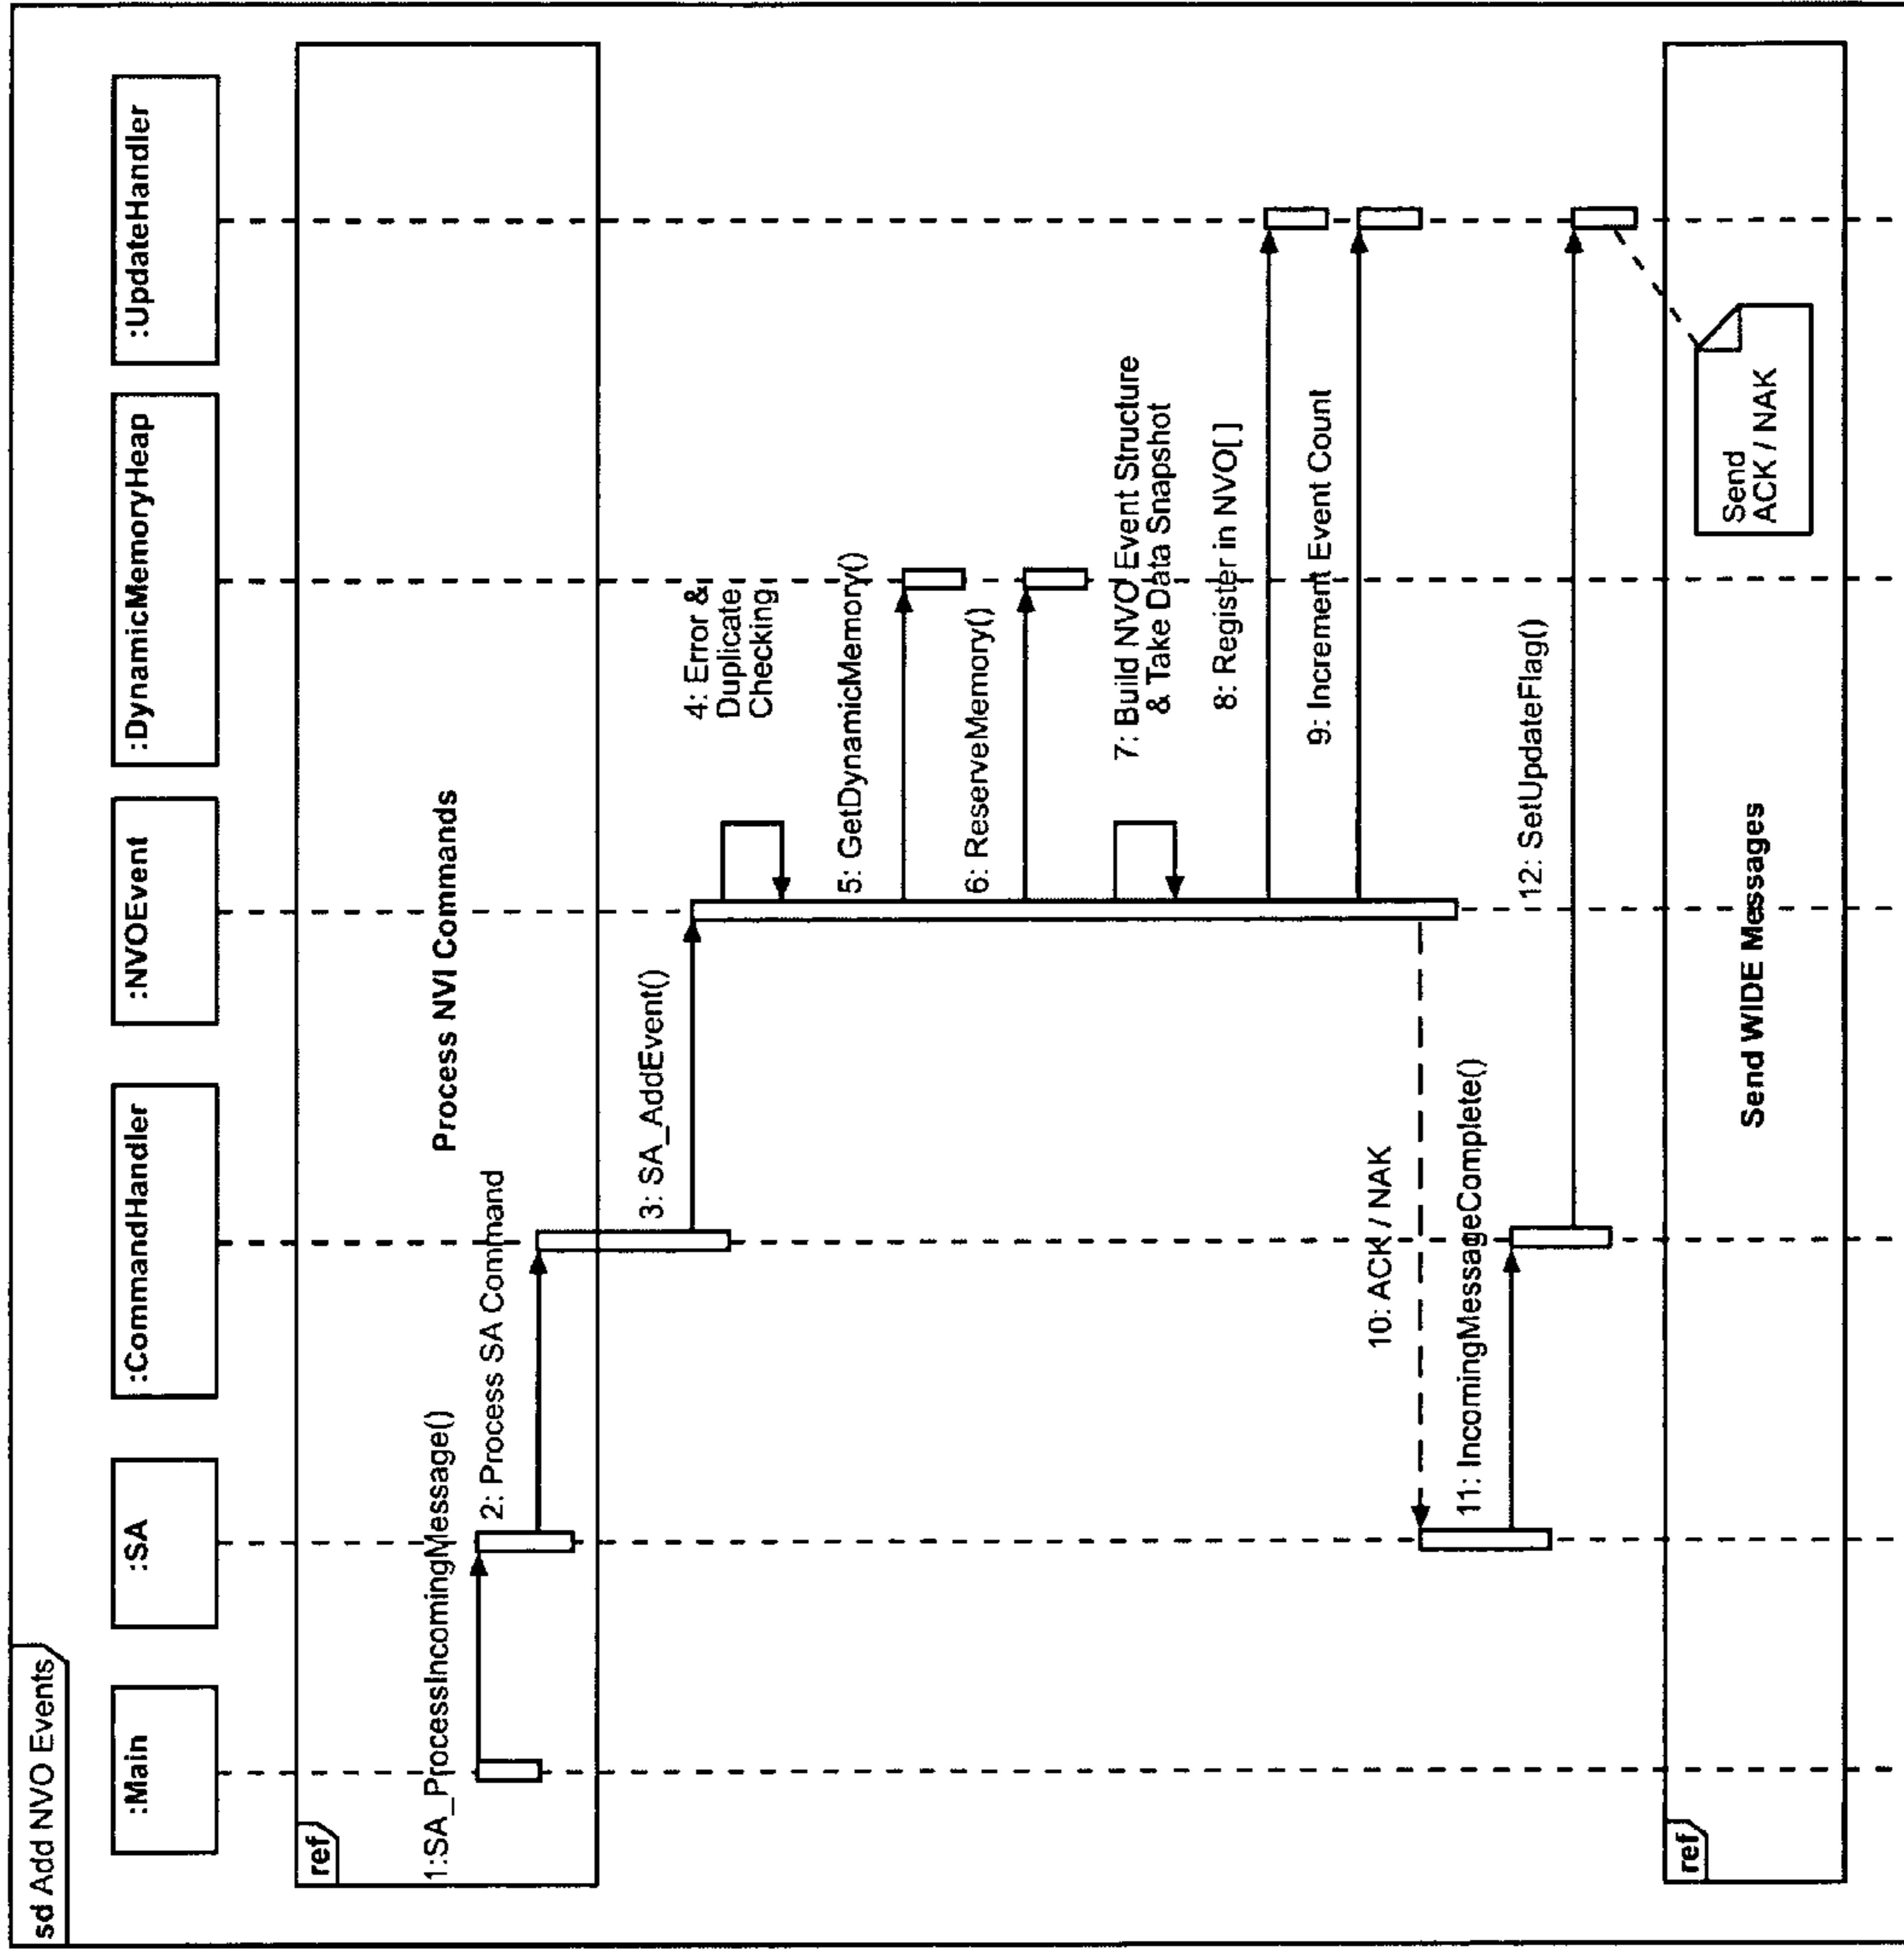 sd Add NVO Events
:Main
:SA
:CommandHandler
:NVOEvent
:DynamicMemoryHeap
:UpdateHandler
ref
Process NVI Commands
1:SA_ProcessIncomingMessage()
2: Process SA Command
3: SA_AddEvent()
4: Error &
Duplicate
Checking
5: GetDynamicMemory()
6: ReserveMemory()
7: Build NVO Event Structure
& Take Data Snapshot
8: Register in NVO[ ]
9: Increment Event Count
10: ACK / NAK
11: IncomingMessageComplete()
12: SetUpdateFlag()
ref
Send WIDE Messages
Send
ACK / NAK